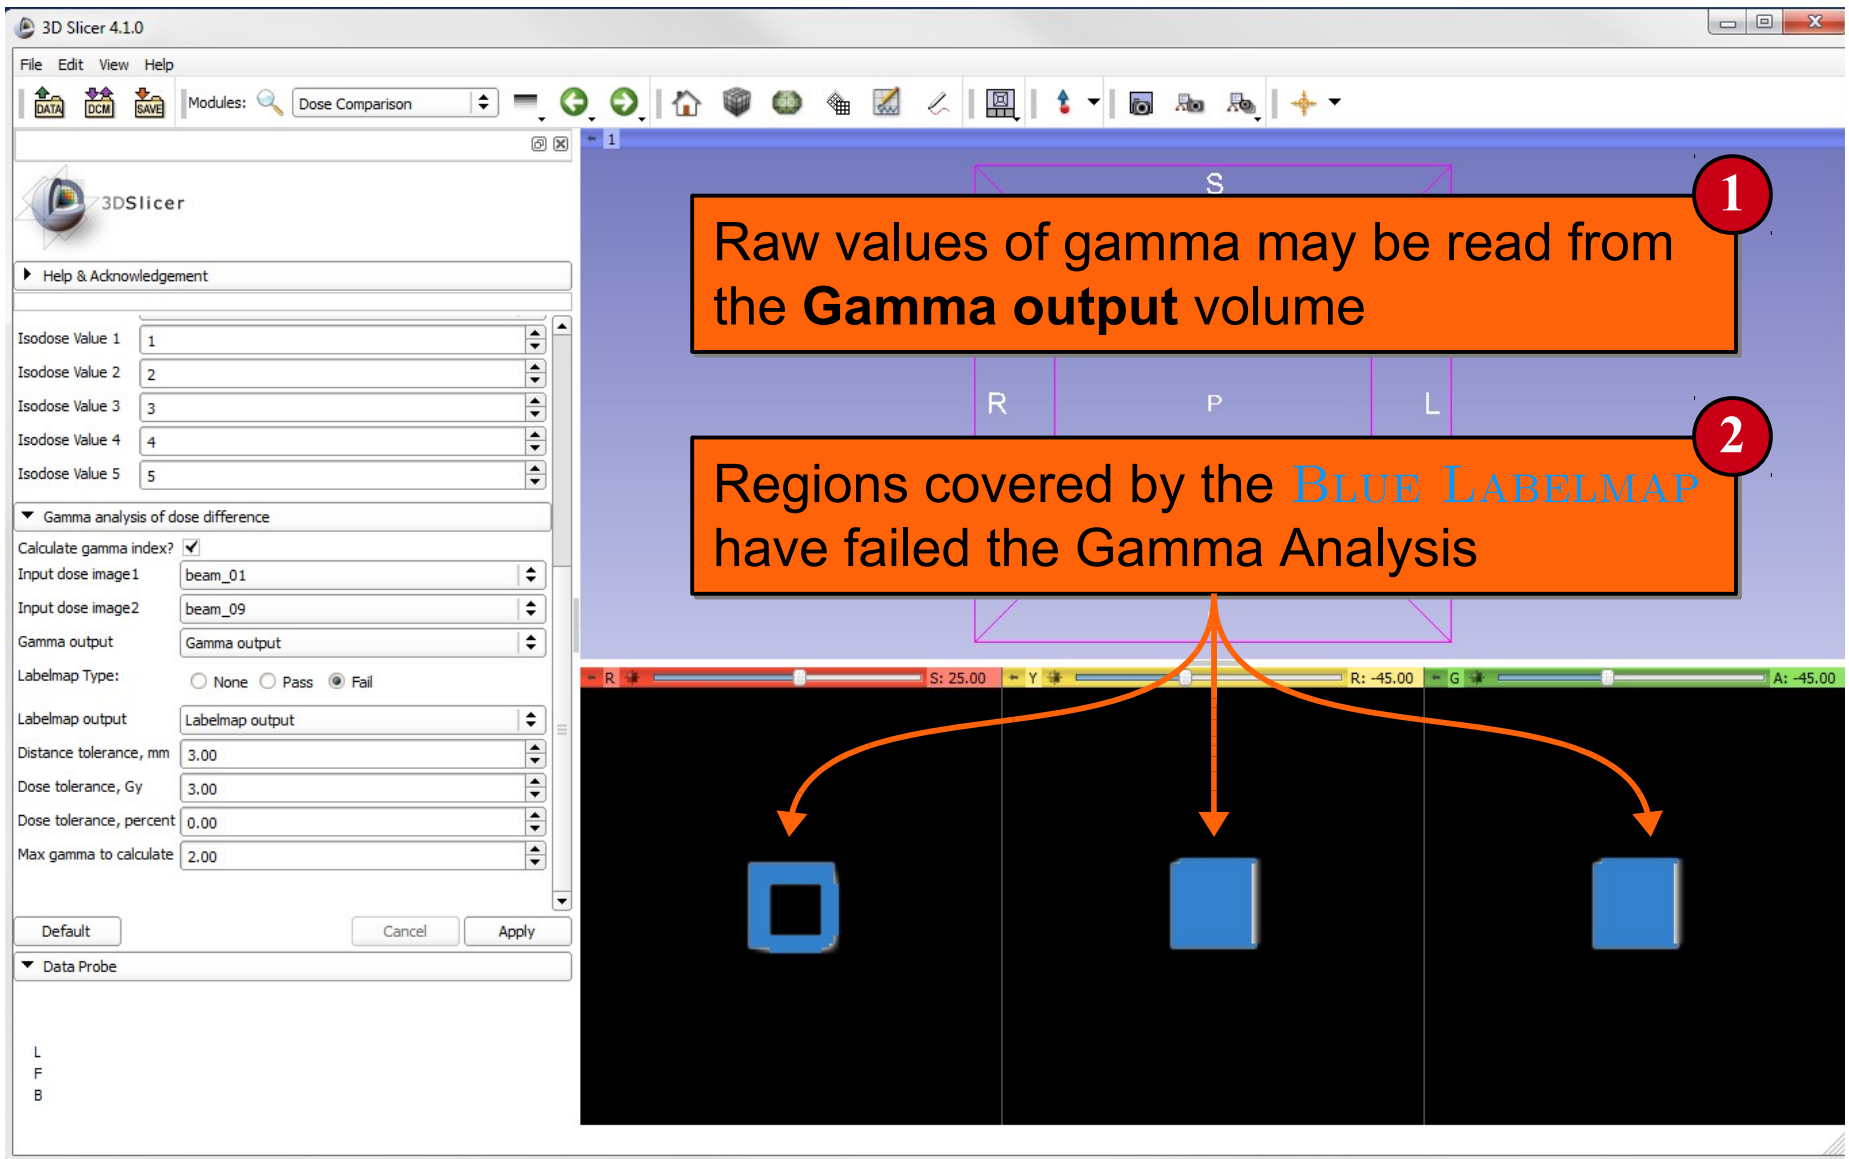 3D Slicer 4.1.0
File Edit View Help
DATA DCM SAVE Modules: Dose Comparison
1
3DSlicer
Help & Acknowledgement
Isodose Value 1 1
Isodose Value 2 2
Isodose Value 3 3
Isodose Value 4 4
Isodose Value 5 5
Gamma analysis of dose difference
Calculate gamma index?
Input dose image1 beam_01
Input dose image2 beam_09
Gamma output Gamma output
Labelmap Type: None Pass Fail
Labelmap output Labelmap output
Distance tolerance, mm 3.00
Dose tolerance, Gy 3.00
Dose tolerance, percent 0.00
Max gamma to calculate 2.00
Default Cancel Apply
Data Probe
L
F
B
S
1
Raw values of gamma may be read from
the Gamma output volume
R P L
2
Regions covered by the BLUE LABELMAP
have failed the Gamma Analysis
R S: 25.00 Y R: -45.00 G A: -45.00